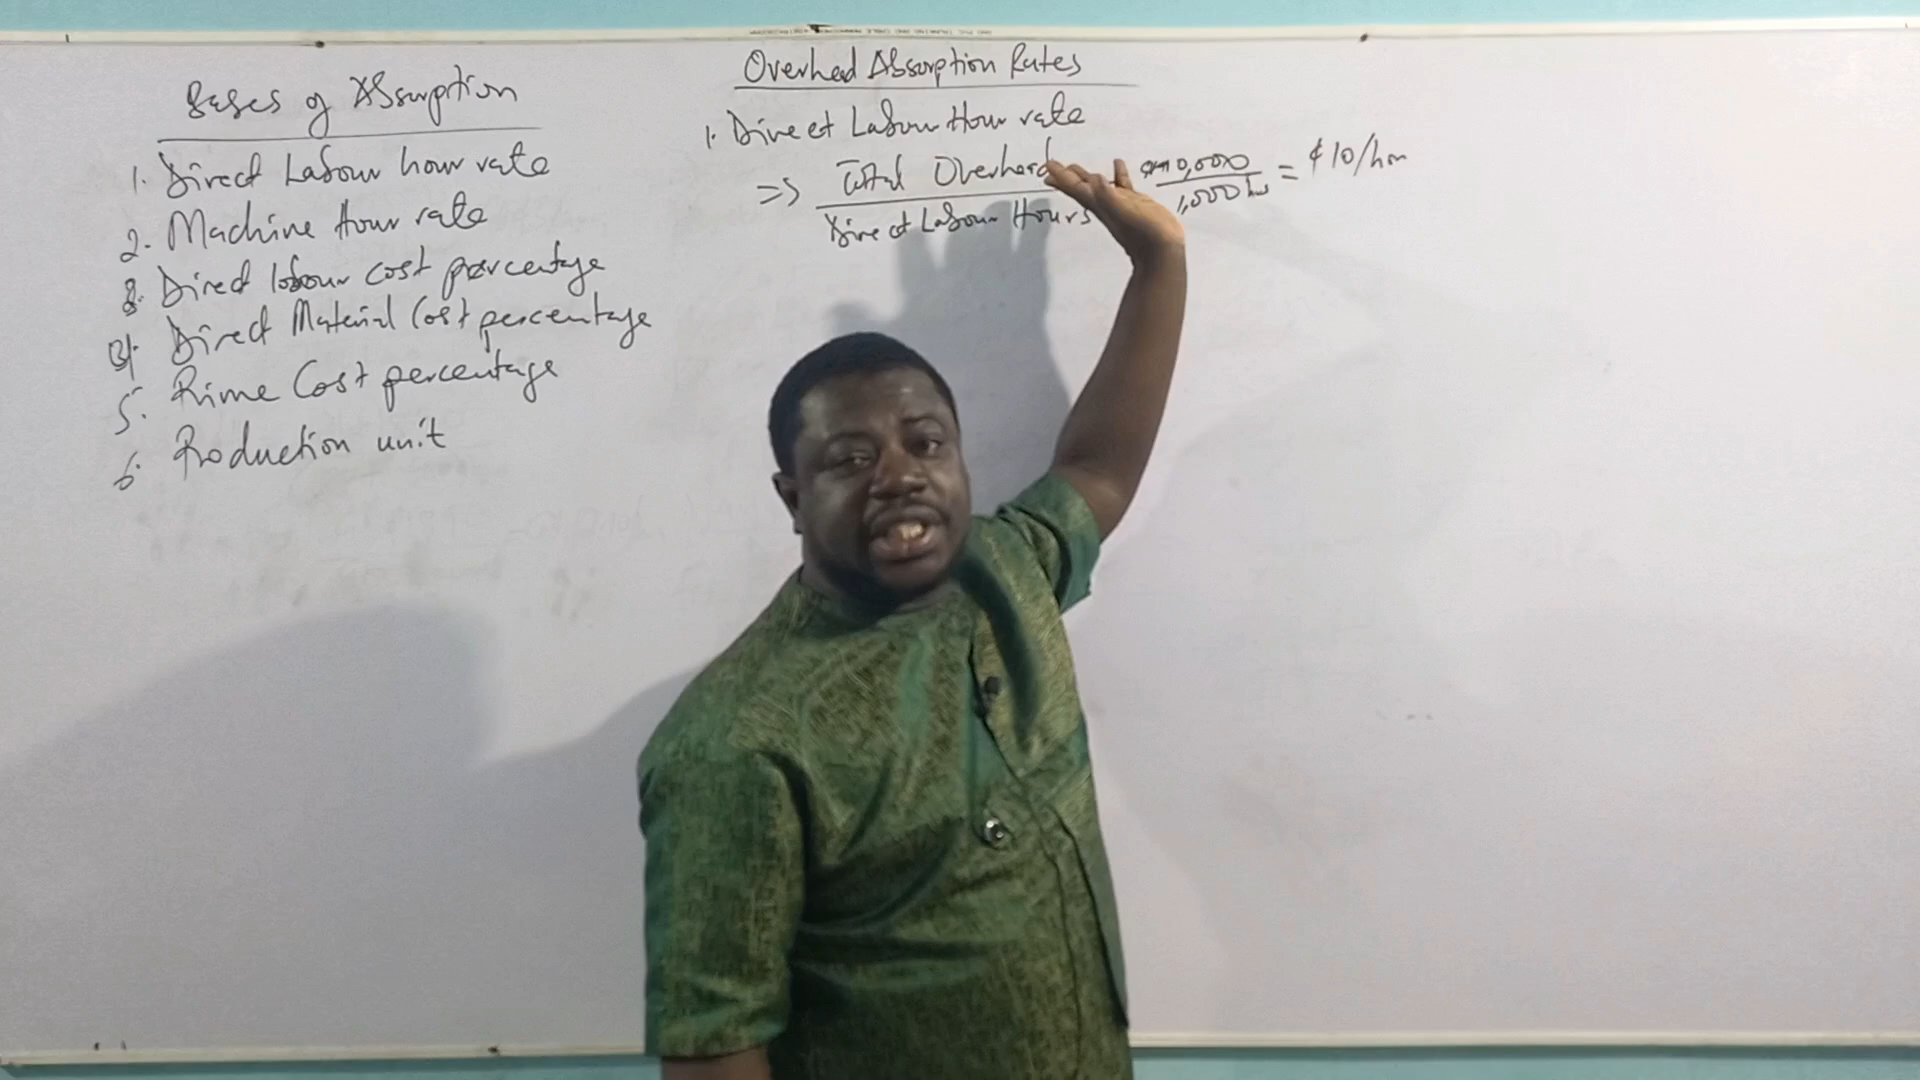 Bases of Absorption
1. Direct Labour hour rate
2. Machine Hour rate
3. Direct labour cost percentage
4. Direct Material Cost percentage
5. Prime Cost percentage
6. Production unit
Overhead Absorption Rates
1. Direct Labour Hour rate
=> Total Overhead
Direct Labour Hours
10,000
1,000 hrs
= ¢10/hr